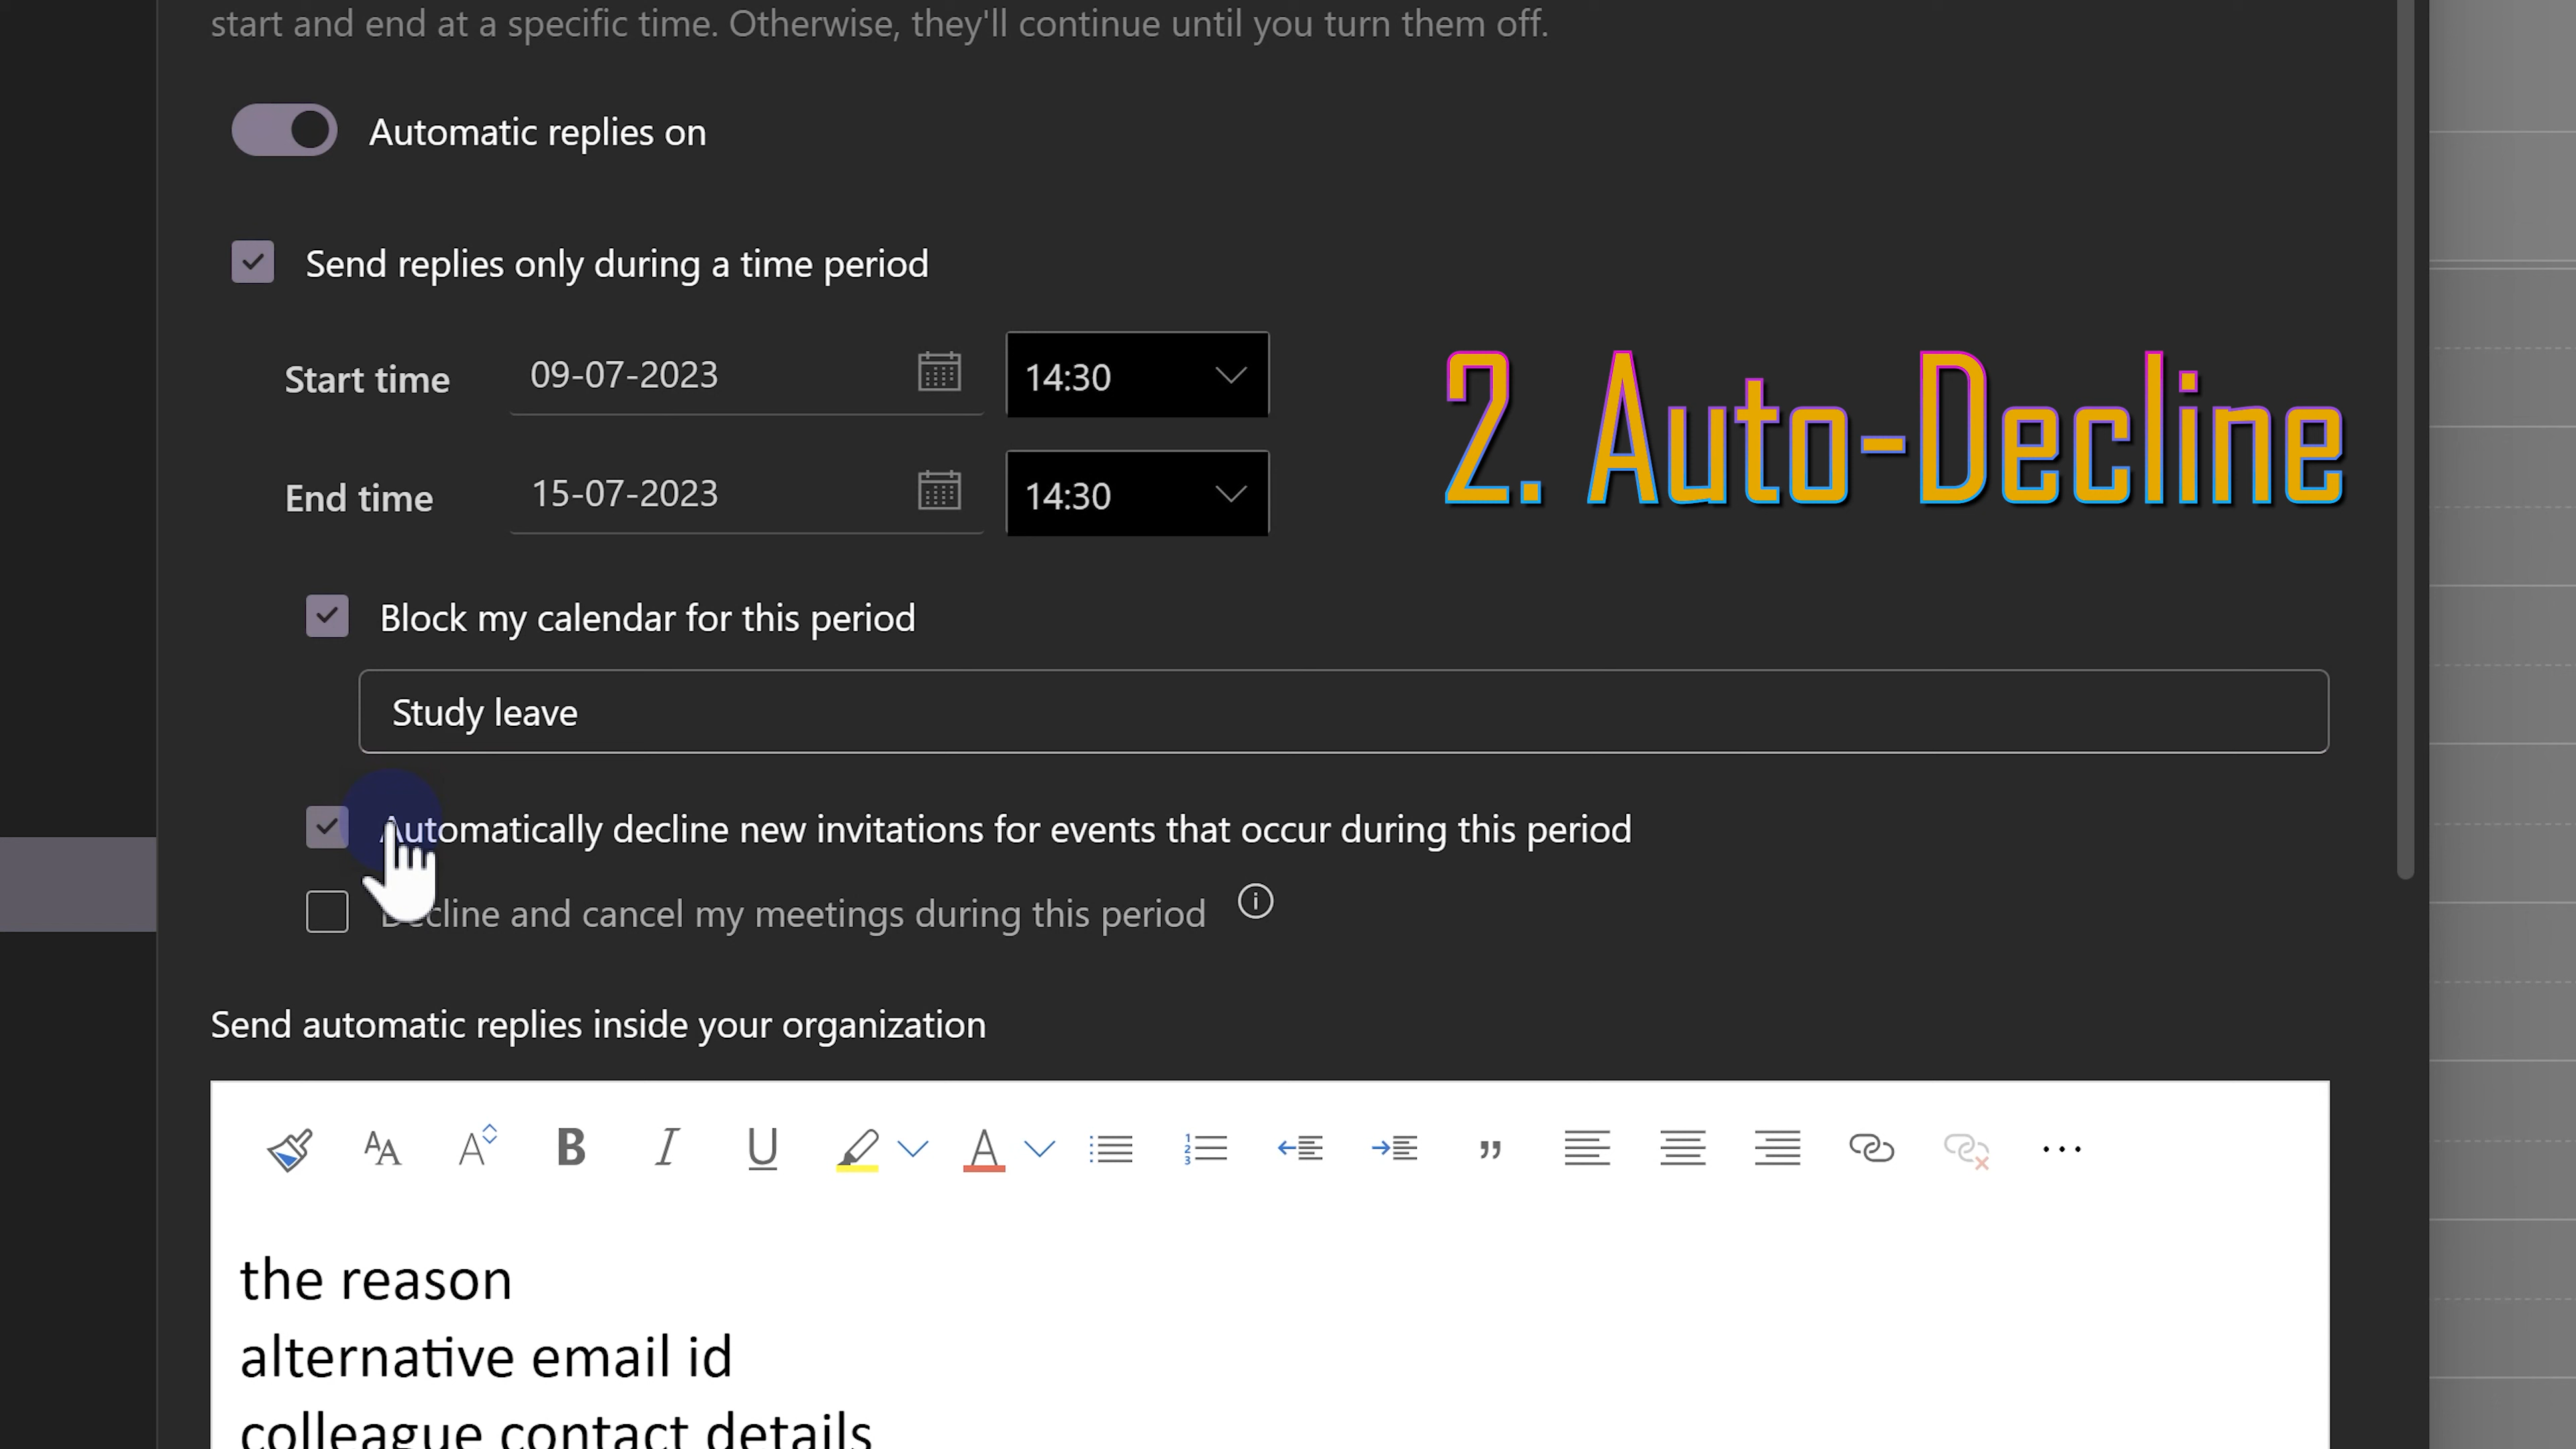 start and end at a specific time. Otherwise, they'll continue until you turn them off.
Automatic replies on
Send replies only during a time period
Start time 09-07-2023 14:30
End time 15-07-2023 14:30
2. Auto-Decline
Block my calendar for this period
Study leave
Automatically decline new invitations for events that occur during this period
Decline and cancel my meetings during this period
Send automatic replies inside your organization
the reason
alternative email id
colleague contact details